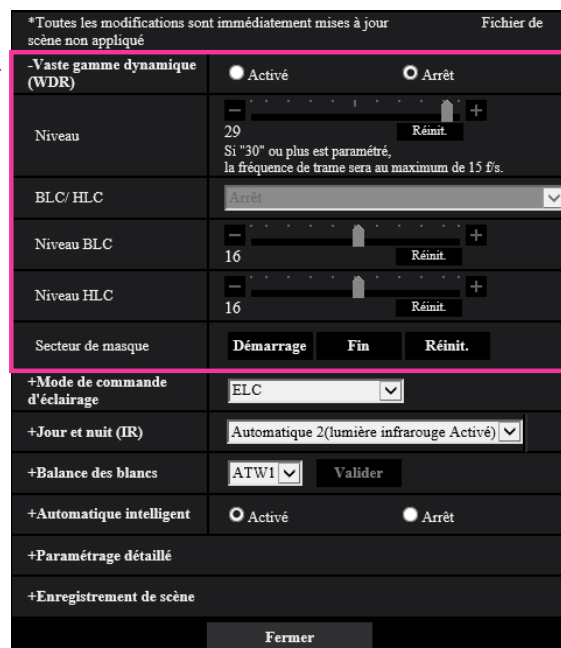 *Toutes les modifications sont immédiatement mises à jour Fichier de
scène non appliqué
-Vaste gamme dynamique
(WDR)
Activé Arrêt
Niveau
29 Réinit.
Si "30" ou plus est paramétré,
la fréquence de trame sera au maximum de 15 f/s.
BLC/ HLC
Arrêt
Niveau BLC
16 Réinit.
Niveau HLC
16 Réinit.
Secteur de masque Démarrage Fin Réinit.
+Mode de commande
d'éclairage
ELC
+Jour et nuit (IR) Automatique 2(lumière infrarouge Activé)
+Balance des blancs ATW1 Valider
+Automatique intelligent Activé Arrêt
+Paramétrage détaillé
+Enregistrement de scène
Fermer